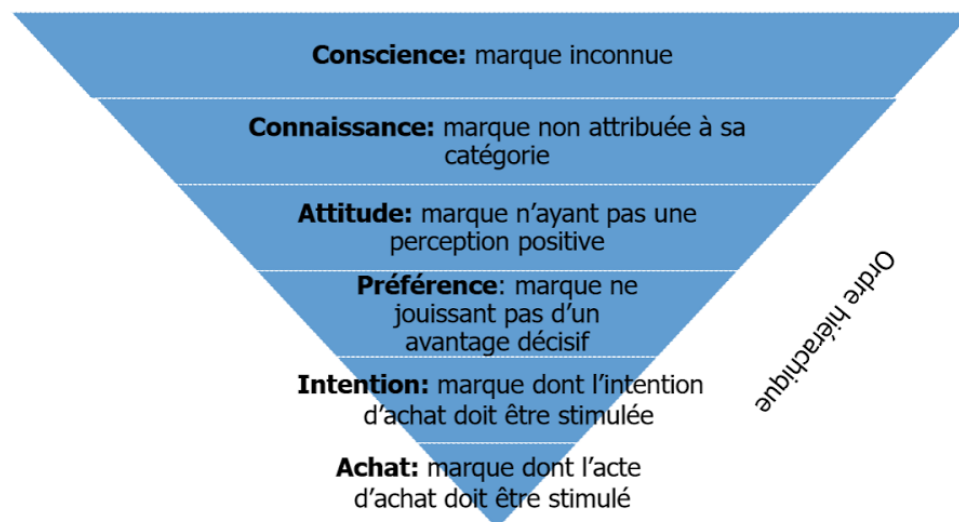 Conscience: marque inconnue
Connaissance: marque non attribuée à sa
catégorie
Attitude: marque n'ayant pas une
perception positive
Préférence: marque ne
jouissant pas d'un
avantage décisif
Intention: marque dont l'intention
d'achat doit être stimulée
Achat: marque dont l'acte
d'achat doit être stimulé
Ordre hiérachique